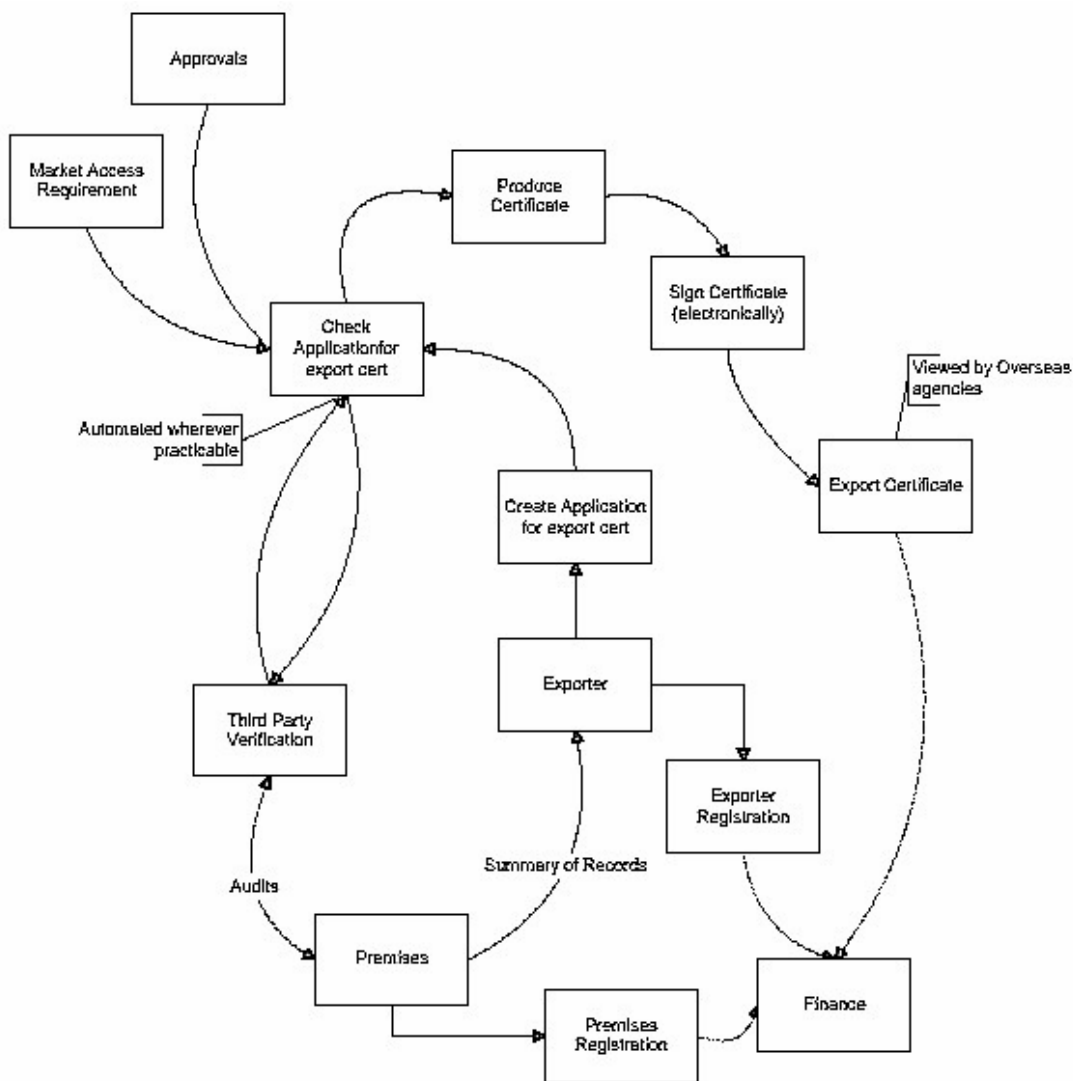 Approvals
Market Access
Requirement
Produce
Certificate
Sign Certificate
(electronically)
Check
Applicationfor
export cert
Viewed by Overseas
agencies
Automated wherever
practicable
Export Certificate
Create Application
for export cert
Exporter
Third Party
Verification
Exporter
Registration
Summary of Records
Audits
Premises
Finance
Premises
Registration